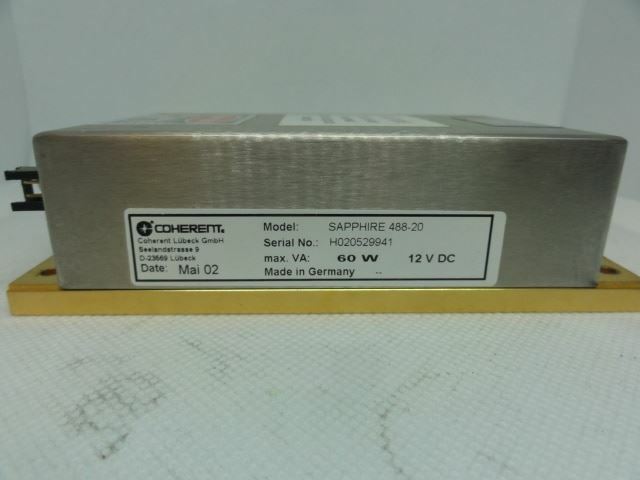 COHERENT.
Coherent Lübeck GmbH
Seelandstrasse 9
D-23569 Lübeck
Date: Mai 02
Model: SAPPHIRE 488-20
Serial No.: H020529941
max. VA: 60 W 12 V DC
Made in Germany --